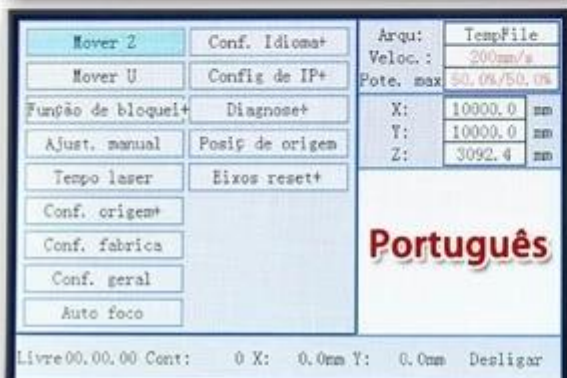 Mover Z
Mover U
Função de bloquei+
Ajust. manual
Tempo laser
Conf. origem+
Conf. fabrica
Conf. geral
Auto foco
Conf. Idioma+
Config de IP+
Diagnose+
Posiç de origem
Eixos reset+
Arqu: TempFile
Veloc.: 200mm/s
Pote. max 50.0%/50.0%
X: 10000.0 mm
Y: 10000.0 mm
Z: 3092.4 mm
Português
Livre 00.00.00 Cont: 0 X: 0.0mm Y: 0.0mm Desligar